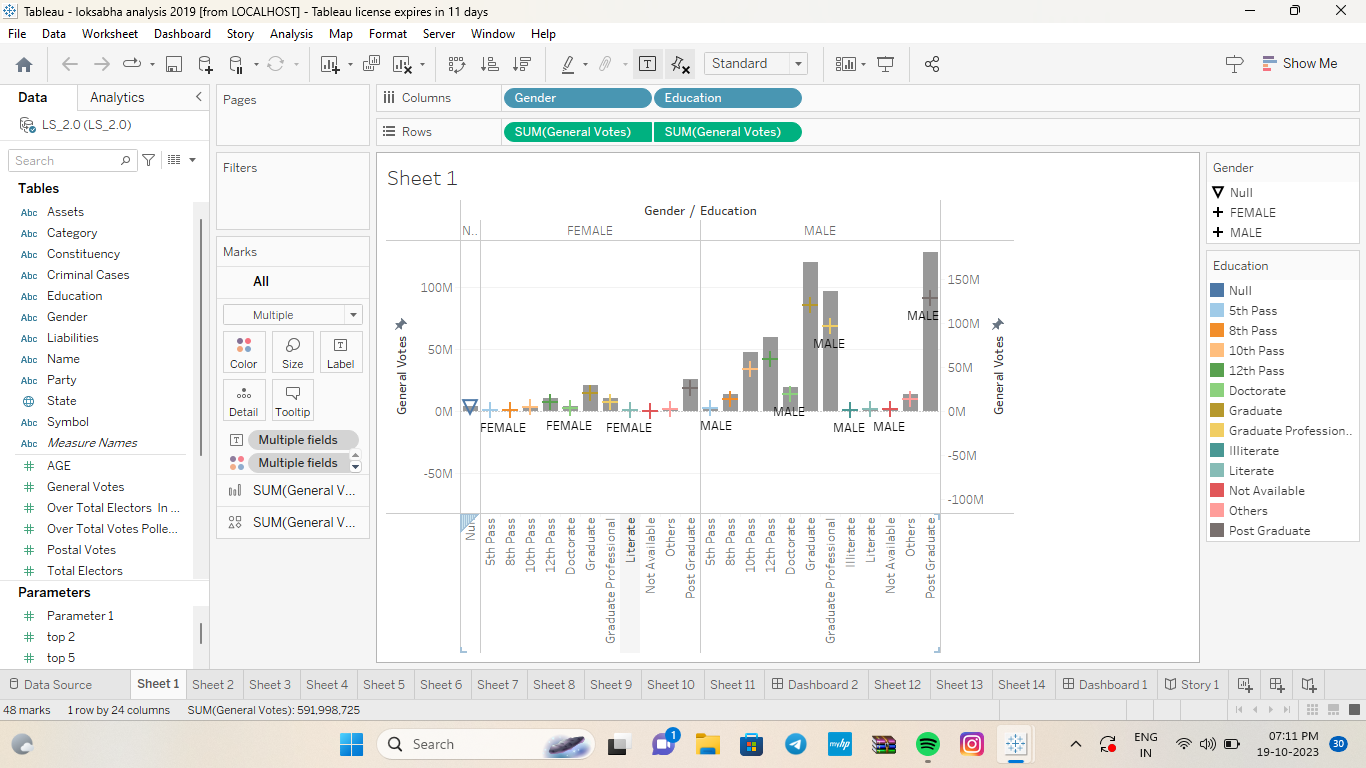 Tableau - loksabha analysis 2019 [from LOCALHOST] - Tableau license expires in 11 days
File Data Worksheet Dashboard Story Analysis Map Format Server Window Help
Standard
Show Me
Data Analytics
LS_2.0 (LS_2.0)
Search
Tables
Abc Assets
Abc Category
Abc Constituency
Abc Criminal Cases
Abc Education
Abc Gender
Abc Liabilities
Abc Name
Abc Party
State
Abc Symbol
Abc Measure Names
AGE
General Votes
Over Total Electors In ...
Over Total Votes Polle...
Postal Votes
Total Electors
Parameters
Parameter 1
top 2
top 5
Pages
Filters
Marks
All
Multiple
Color Size Label
Detail Tooltip
Multiple fields
Multiple fields
SUM(General V...
SUM(General V...
Columns Gender Education
Rows SUM(General Votes) SUM(General Votes)
Sheet 1
Gender / Education
N.. FEMALE MALE
General Votes
100M
50M
0M
-50M
150M
100M
50M
0M
-50M
-100M
General Votes
MALE
MALE
MALE
FEMALE FEMALE FEMALE MALE MALE MALE
Nul
5th Pass
8th Pass
10th Pass
12th Pass
Doctorate
Graduate
Graduate Professional
Literate
Not Available
Others
Post Graduate
5th Pass
8th Pass
10th Pass
12th Pass
Doctorate
Graduate
Graduate Professional
Illiterate
Literate
Not Available
Others
Post Graduate
Gender
Null
FEMALE
MALE
Education
Null
5th Pass
8th Pass
10th Pass
12th Pass
Doctorate
Graduate
Graduate Profession..
Illiterate
Literate
Not Available
Others
Post Graduate
Data Source Sheet 1 Sheet 2 Sheet 3 Sheet 4 Sheet 5 Sheet 6 Sheet 7 Sheet 8 Sheet 9 Sheet 10 Sheet 11 Dashboard 2 Sheet 12 Sheet 13 Sheet 14 Dashboard 1 Story 1
48 marks 1 row by 24 columns SUM(General Votes): 591,998,725
Search
1
myhp
ENG
IN
07:11 PM
19-10-2023
30